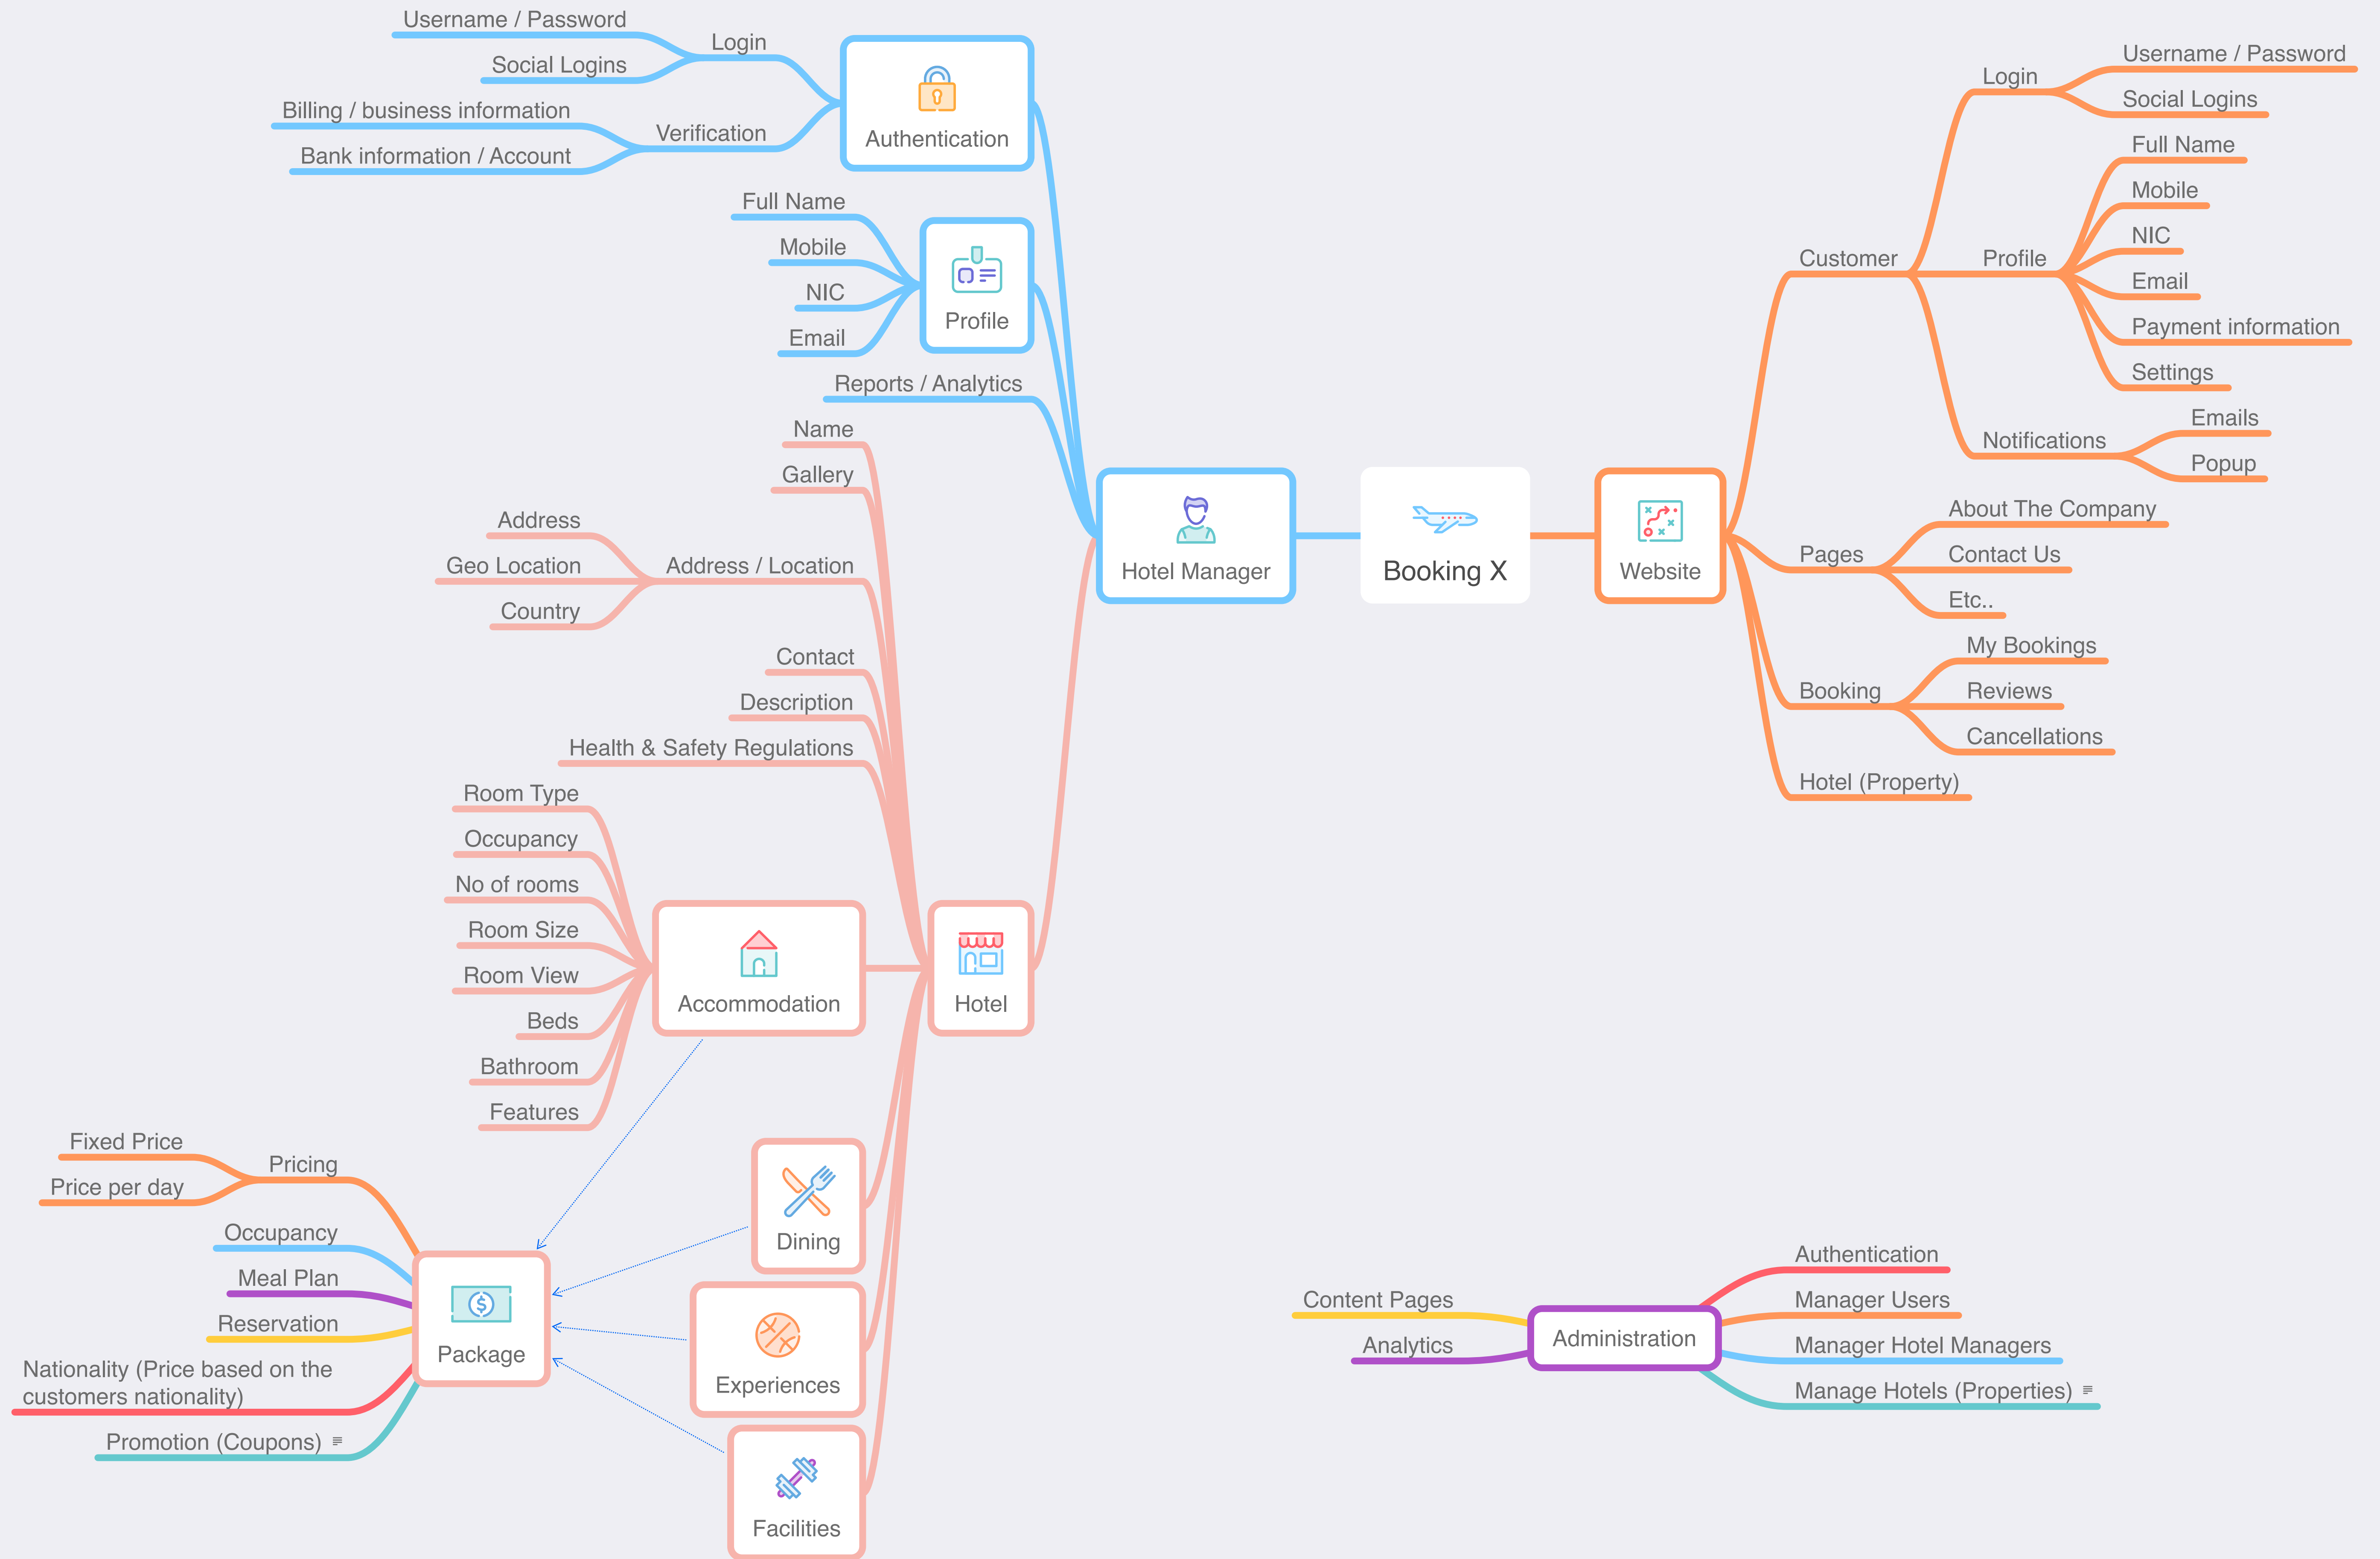 Username / Password
Login
Social Logins
Billing / business information
Verification
Bank information / Account
Authentication
Full Name
Mobile
NIC
Email
Profile
Reports / Analytics
Name
Gallery
Address
Geo Location
Country
Address / Location
Contact
Description
Health & Safety Regulations
Room Type
Occupancy
No of rooms
Room Size
Room View
Beds
Bathroom
Features
Accommodation
Hotel
Dining
Experiences
Facilities
Fixed Price
Pricing
Price per day
Occupancy
Meal Plan
Reservation
Nationality (Price based on the
customers nationality)
Promotion (Coupons)
Package
Hotel Manager
Booking X
Website
Customer
Login
Username / Password
Social Logins
Profile
Full Name
Mobile
NIC
Email
Payment information
Settings
Notifications
Emails
Popup
Pages
About The Company
Contact Us
Etc..
Booking
My Bookings
Reviews
Cancellations
Hotel (Property)
Content Pages
Analytics
Administration
Authentication
Manager Users
Manager Hotel Managers
Manage Hotels (Properties)